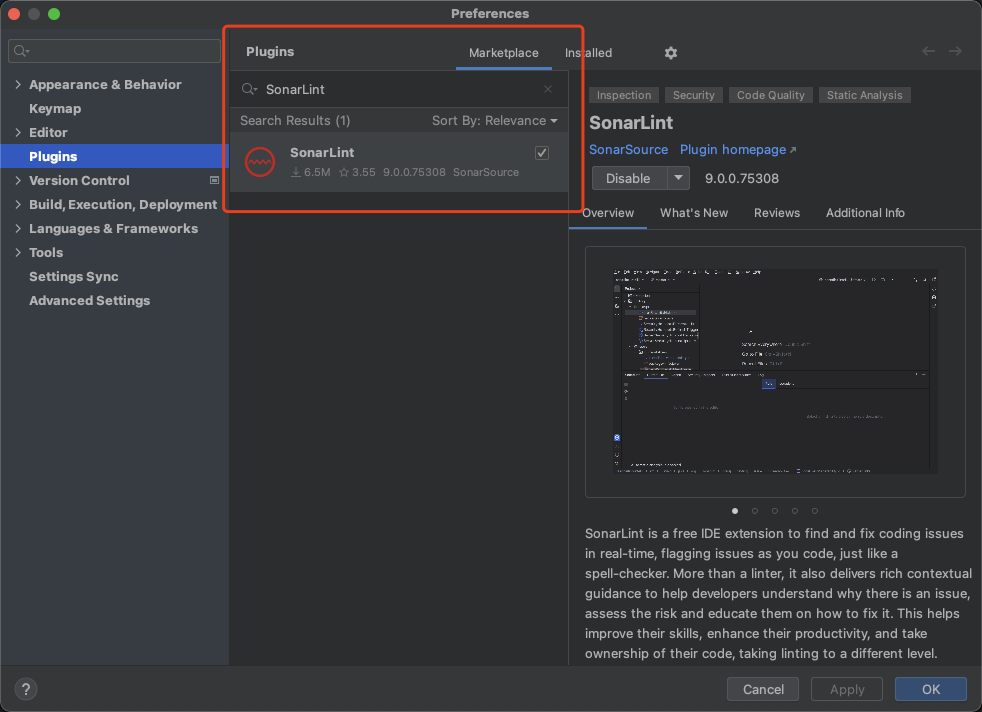 Preferences
Plugins
Marketplace
Installed
Appearance & Behavior
Keymap
Editor
Plugins
Version Control
Build, Execution, Deployment
Languages & Frameworks
Tools
Settings Sync
Advanced Settings
SonarLint
Search Results (1)
Sort By: Relevance
SonarLint
6.5M 3.55 9.0.0.75308 SonarSource
Inspection Security Code Quality Static Analysis
SonarLint
SonarSource Plugin homepage ↗
Disable 9.0.0.75308
Overview What's New Reviews Additional Info
SonarLint is a free IDE extension to find and fix coding issues
in real-time, flagging issues as you code, just like a
spell-checker. More than a linter, it also delivers rich contextual
guidance to help developers understand why there is an issue,
assess the risk and educate them on how to fix it. This helps
improve their skills, enhance their productivity, and take
ownership of their code, taking linting to a different level.
?
Cancel Apply OK